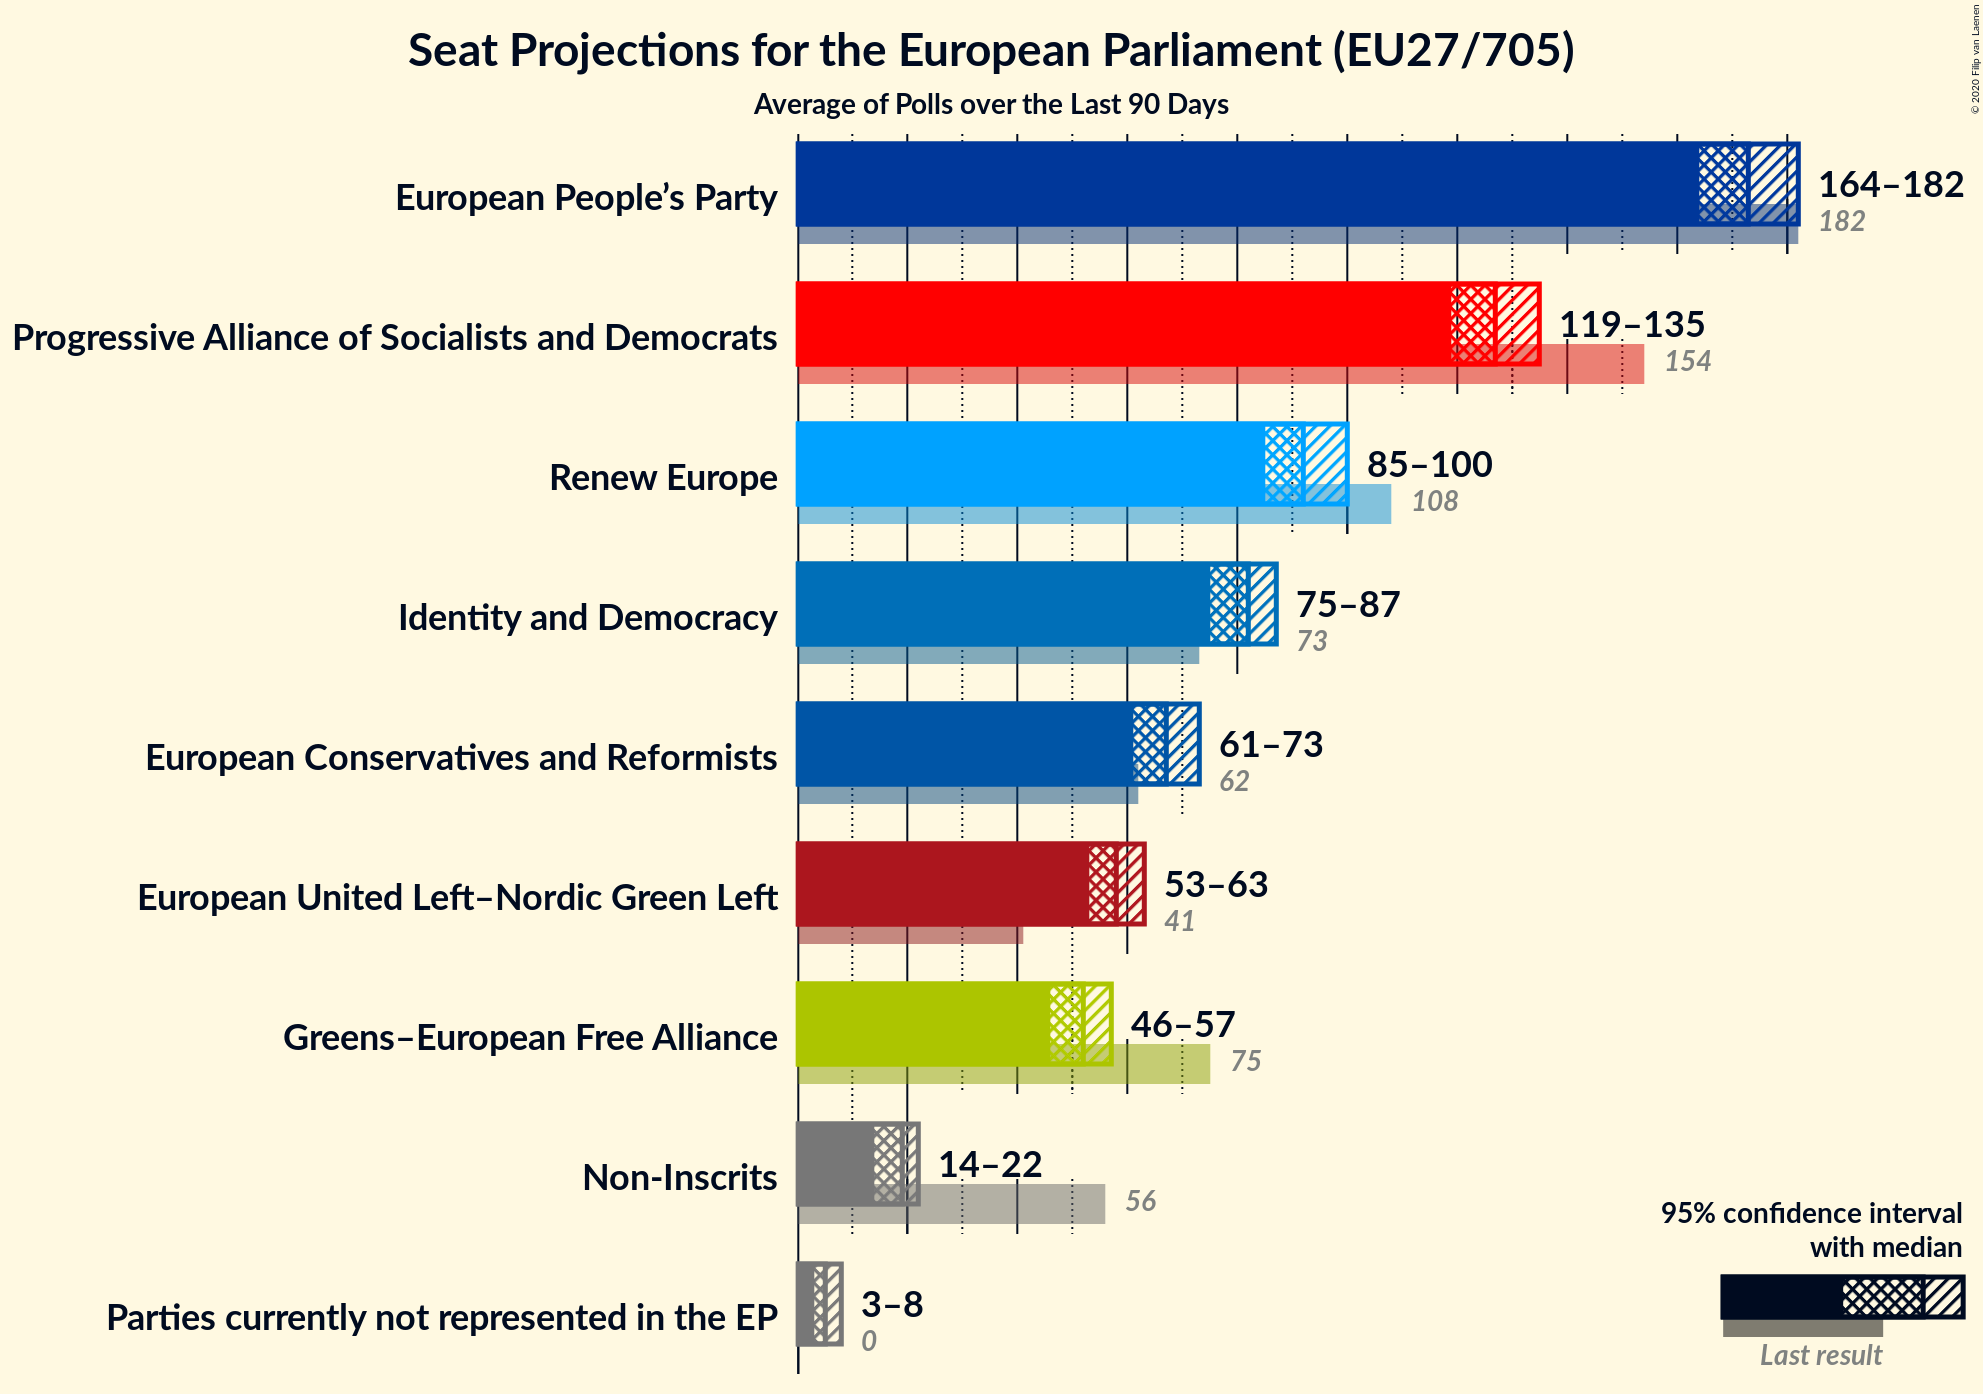 Seat Projections for the European Parliament (EU27/705)
Average of Polls over the Last 90 Days
© 2020 Filip van Laenen
European People’s Party
164–182
182
Progressive Alliance of Socialists and Democrats
119–135
154
Renew Europe
85–100
108
Identity and Democracy
75–87
73
European Conservatives and Reformists
61–73
62
European United Left–Nordic Green Left
53–63
41
Greens–European Free Alliance
46–57
75
Non-Inscrits
14–22
56
Parties currently not represented in the EP
3–8
0
95% confidence interval
with median
Last result